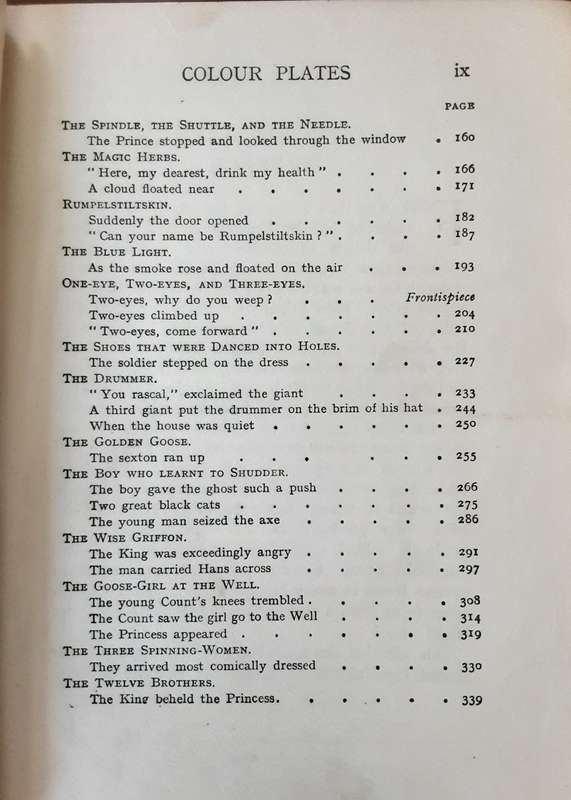 COLOUR PLATES ix
PAGE
THE SPINDLE, THE SHUTTLE, AND THE NEEDLE.
The Prince stopped and looked through the window . 160
THE MAGIC HERBS.
"Here, my dearest, drink my health" . . . . 166
A cloud floated near . . . . . . . 171
RUMPELSTILTSKIN.
Suddenly the door opened . . . . . . 182
"Can your name be Rumpelstiltskin ?" . . . . 187
THE BLUE LIGHT.
As the smoke rose and floated on the air . . . 193
ONE-EYE, TWO-EYES, AND THREE-EYES.
Two-eyes, why do you weep ? . . . Frontispiece
Two-eyes climbed up . . . . . . . 204
"Two-eyes, come forward" . . . . . . 210
THE SHOES THAT WERE DANCED INTO HOLES.
The soldier stepped on the dress . . . . . 227
THE DRUMMER.
"You rascal," exclaimed the giant . . . . 233
A third giant put the drummer on the brim of his hat . 244
When the house was quiet . . . . . . 250
THE GOLDEN GOOSE.
The sexton ran up . . . . . . 255
THE BOY WHO LEARNT TO SHUDDER.
The boy gave the ghost such a push . . . . 266
Two great black cats . . . . . . . 275
The young man seized the axe . . . . . 286
THE WISE GRIFFON.
The King was exceedingly angry . . . . . 291
The man carried Hans across . . . . . 297
THE GOOSE-GIRL AT THE WELL.
The young Count's knees trembled . . . . . 308
The Count saw the girl go to the Well . . . . 314
The Princess appeared . . . . . . . 319
THE THREE SPINNING-WOMEN.
They arrived most comically dressed . . . . 330
THE TWELVE BROTHERS.
The King beheld the Princess. . . . . . 339